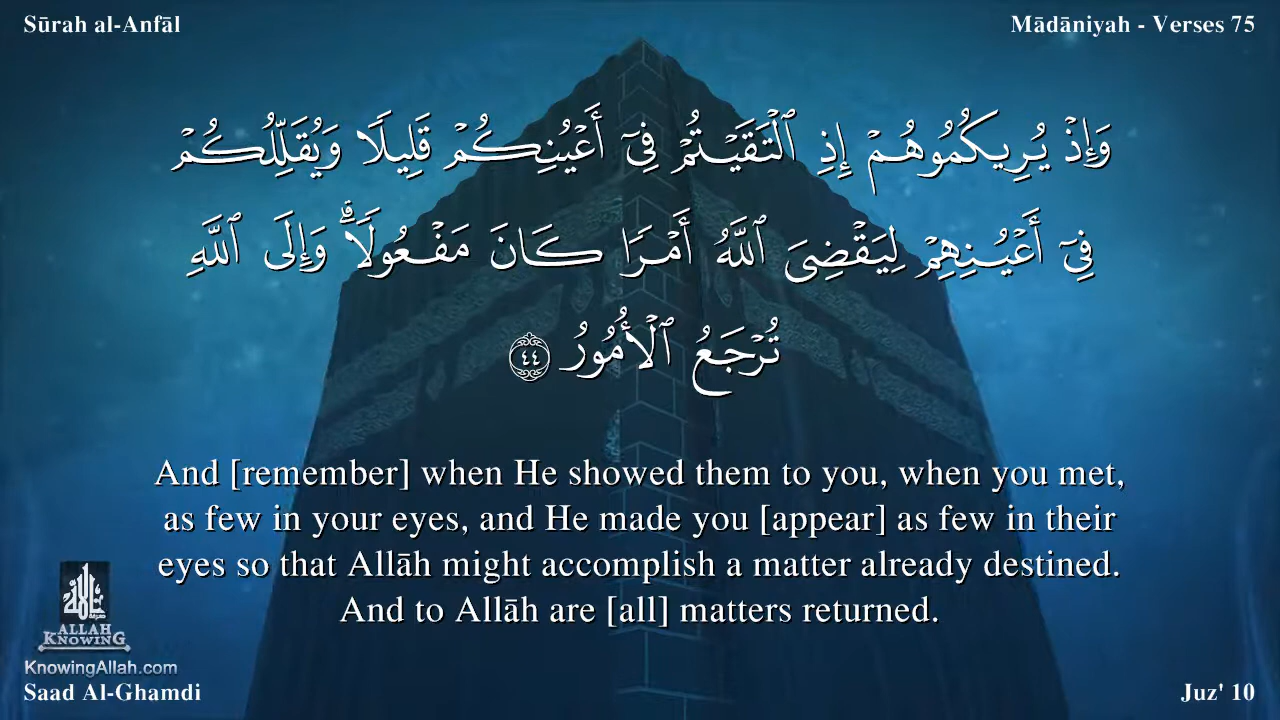 Sūrah al-Anfāl
Mādāniyah - Verses 75
وَإِذْ يُرِيكُمُوهُمْ إِذِ ٱلْتَقَيْتُمْ فِىٓ أَعْيُنِكُمْ قَلِيلًا وَيُقَلِّلُكُمْ
فِىٓ أَعْيُنِهِمْ لِيَقْضِىَ ٱللَّهُ أَمْرًا كَانَ مَفْعُولًا ۗ وَإِلَى ٱللَّهِ
تُرْجَعُ ٱلْأُمُورُ ٤٤
And [remember] when He showed them to you, when you met,
as few in your eyes, and He made you [appear] as few in their
eyes so that Allāh might accomplish a matter already destined.
And to Allāh are [all] matters returned.
ALLAH
KNOWING
KnowingAllah.com
Saad Al-Ghamdi
Juz' 10